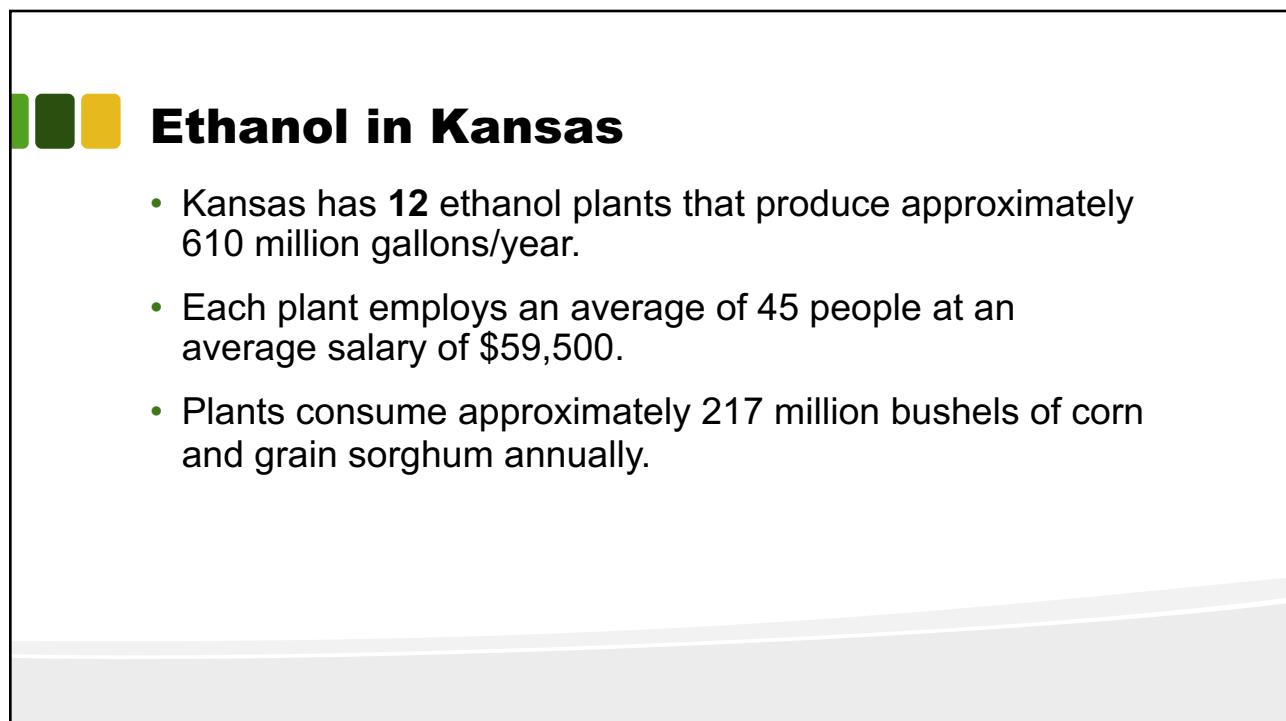 Ethanol in Kansas
• Kansas has 12 ethanol plants that produce approximately
610 million gallons/year.
• Each plant employs an average of 45 people at an
average salary of $59,500.
• Plants consume approximately 217 million bushels of corn
and grain sorghum annually.